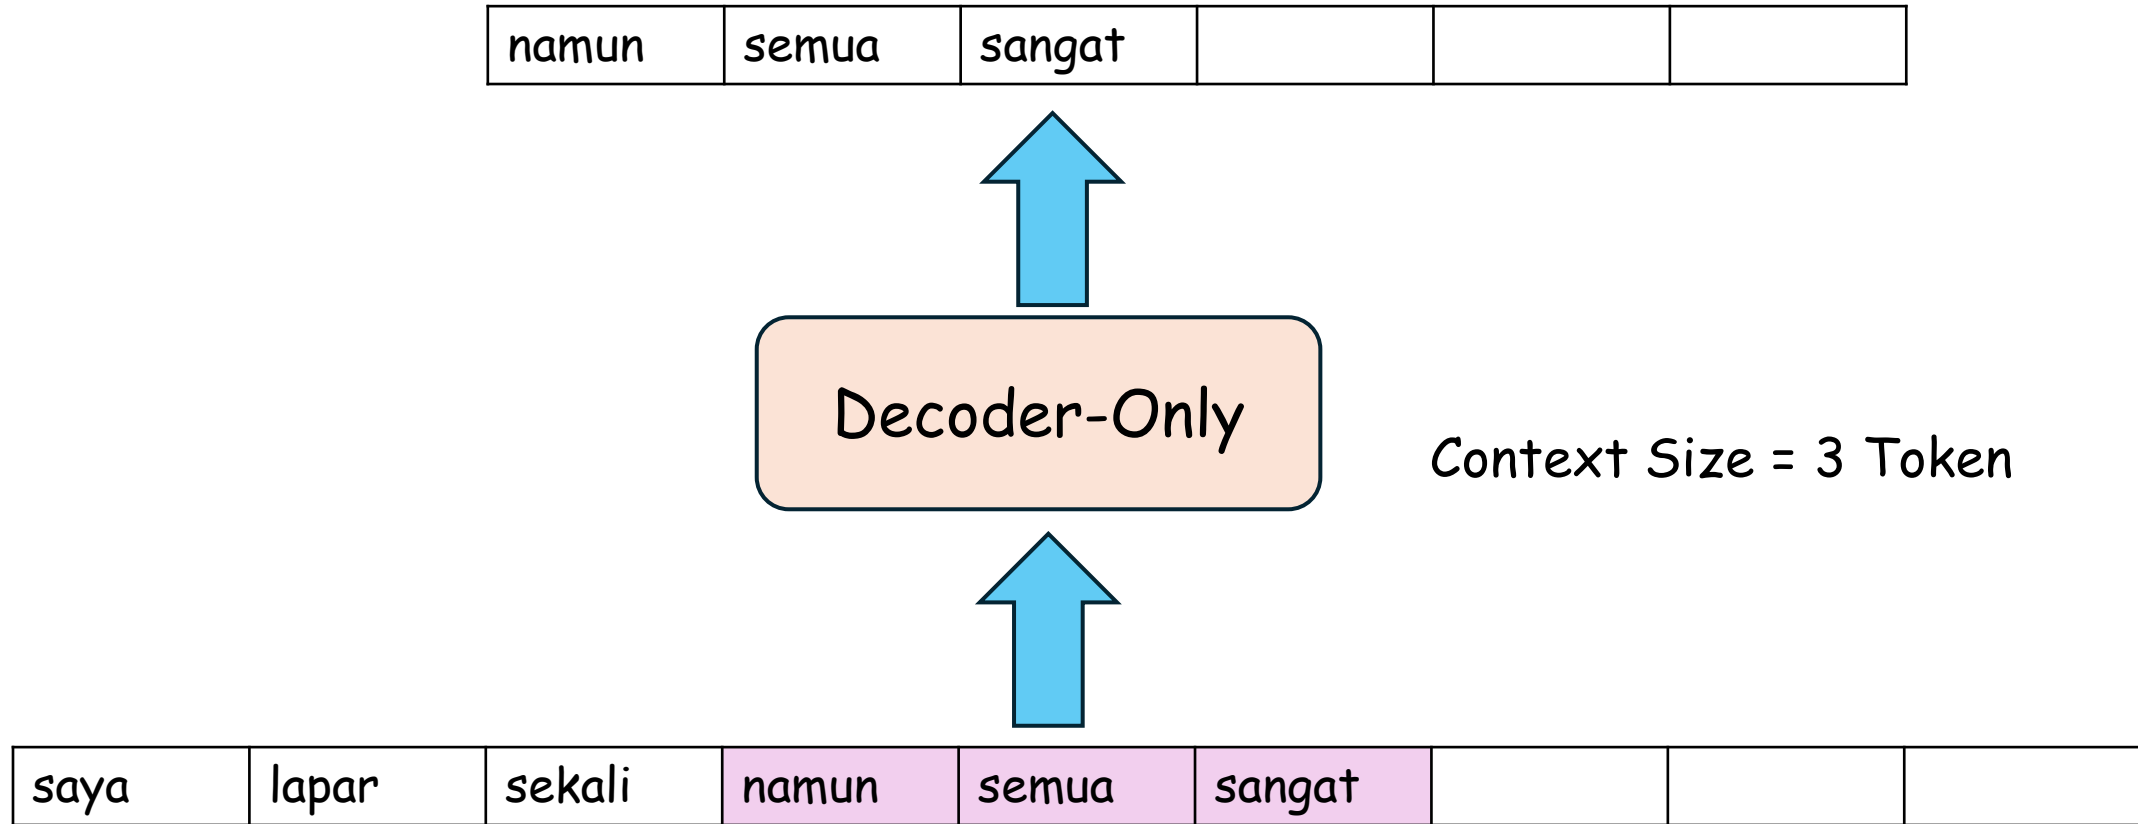 namun semua sangat
Decoder-Only
Context Size = 3 Token
saya lapar sekali namun semua sangat